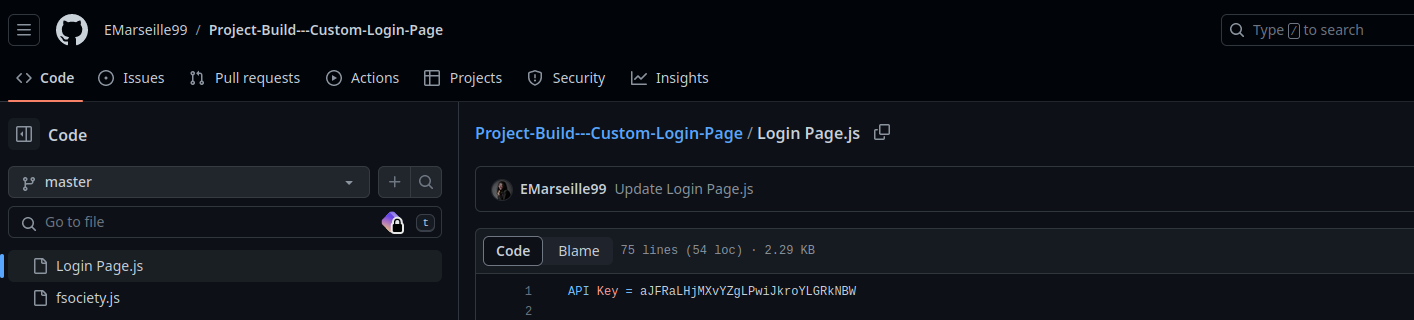 EMarseille99 / Project-Build---Custom-Login-Page
Type / to search
Code Issues Pull requests Actions Projects Security Insights
Code
master
Go to file
t
Login Page.js
fsociety.js
Project-Build---Custom-Login-Page / Login Page.js
EMarseille99 Update Login Page.js
Code Blame 75 lines (54 loc) · 2.29 KB
1 API Key = aJFRaLHjMXvYZgLPwiJkroYLGRkNBW
2